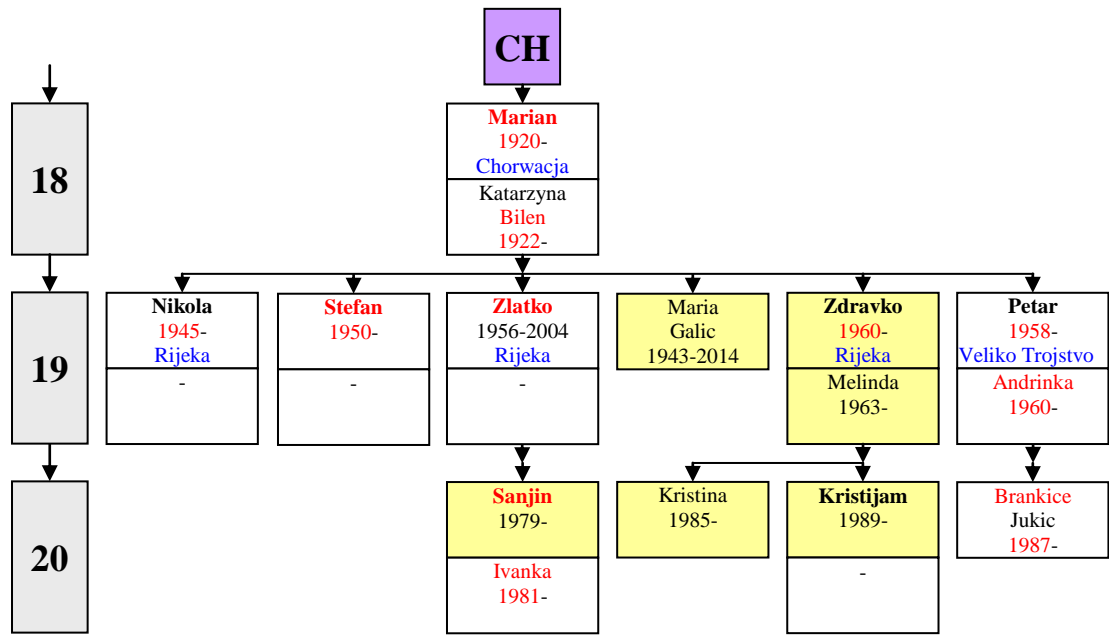 CH
18
Marian
1920-
Chorwacja
Katarzyna
Bilen
1922-
19
Nikola
1945-
Rijeka
-
Stefan
1950-
-
Zlatko
1956-2004
Rijeka
-
Maria
Galic
1943-2014
Zdravko
1960-
Rijeka
Melinda
1963-
Petar
1958-
Veliko Trojstvo
Andrinka
1960-
20
Sanjin
1979-
Ivanka
1981-
Kristina
1985-
Kristijam
1989-
-
Brankice
Jukic
1987-